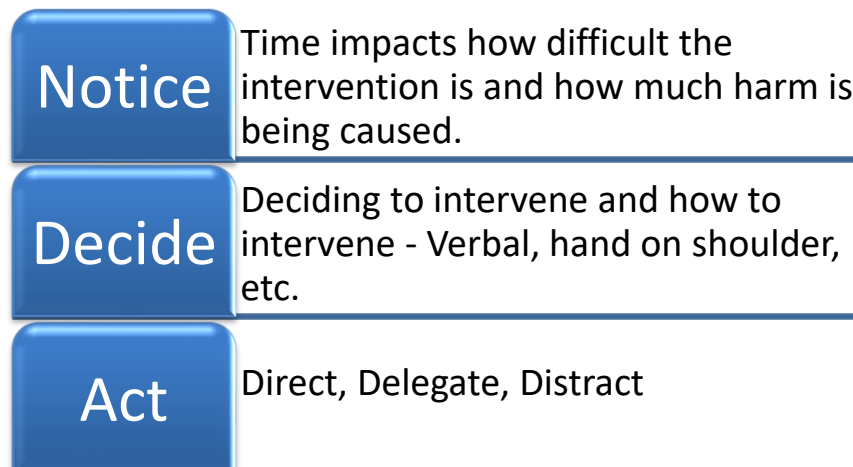 Notice
Time impacts how difficult the
intervention is and how much harm is
being caused.
Decide
Deciding to intervene and how to
intervene - Verbal, hand on shoulder,
etc.
Act
Direct, Delegate, Distract